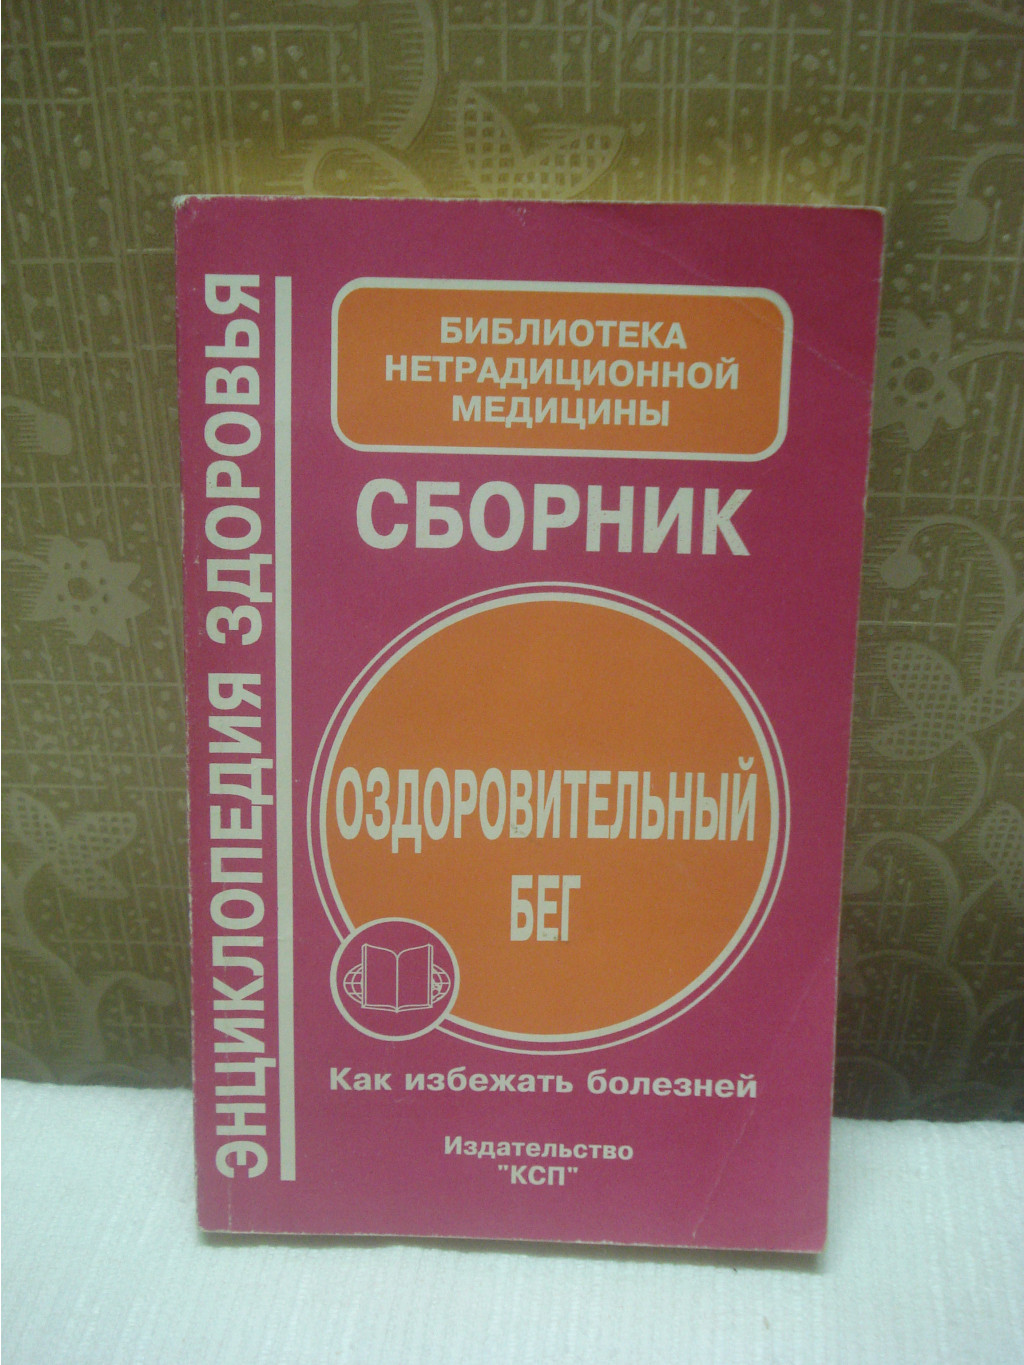 ЭНЦИКЛОПЕДИЯ ЗДОРОВЬЯ
БИБЛИОТЕКА
НЕТРАДИЦИОННОЙ
МЕДИЦИНЫ
СБОРНИК
ОЗДОРОВИТЕЛЬНЫЙ
БЕГ
Как избежать болезней
Издательство
"КСП"